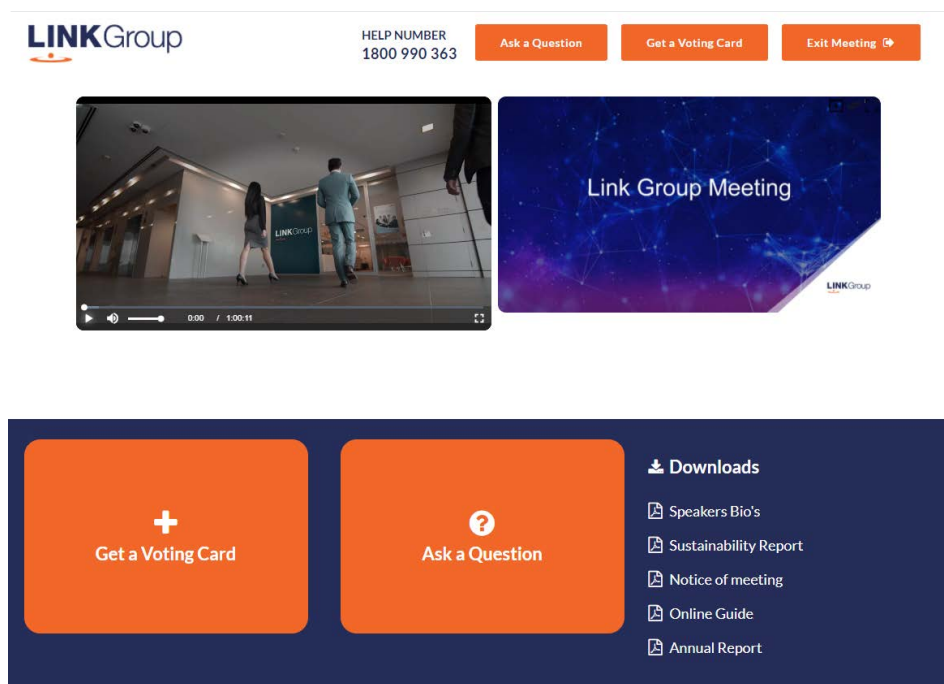 LINKGroup
HELP NUMBER
1800 990 363
Ask a Question
Get a Voting Card
Exit Meeting
LINKGroup
0:00 / 1:00:11
Link Group Meeting
LINKGroup
Get a Voting Card
Ask a Question
Downloads
Speakers Bio's
Sustainability Report
Notice of meeting
Online Guide
Annual Report